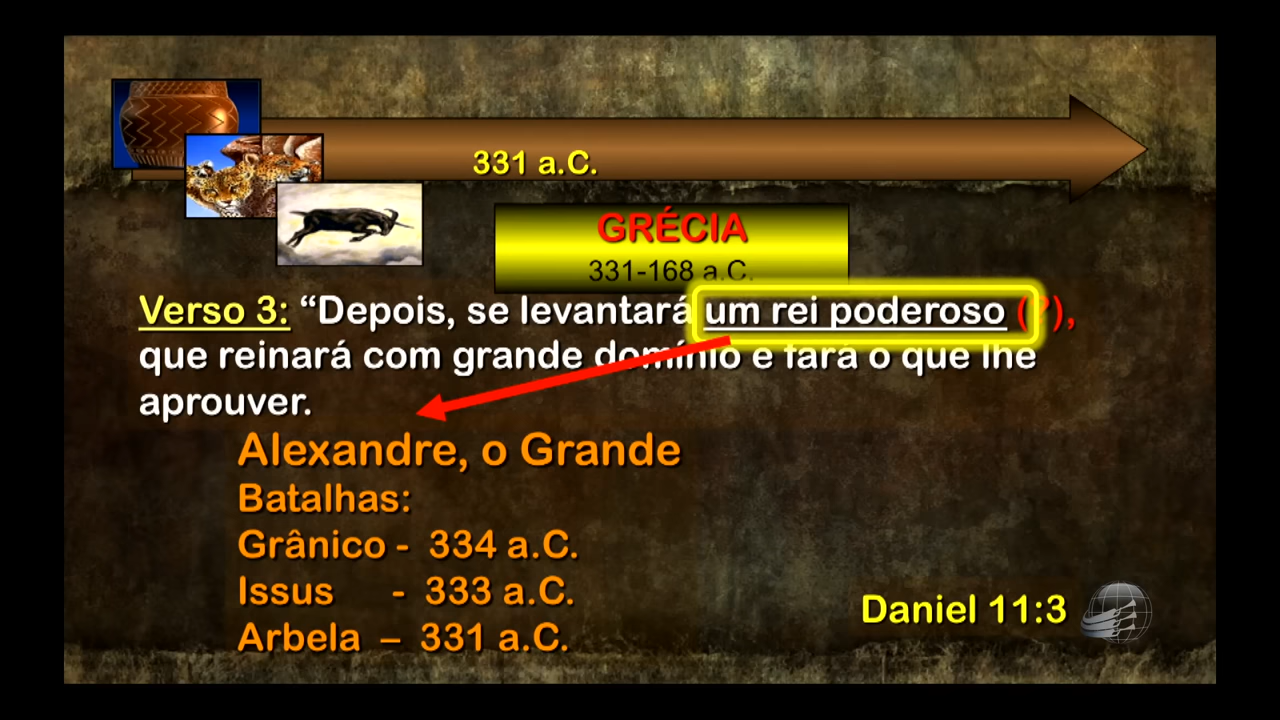 331 a.C.
GRÉCIA
331-168 a.C.
Verso 3: “Depois, se levantará um rei poderoso (?),
que reinará com grande domínio e fará o que lhe
aprouver.
Alexandre, o Grande
Batalhas:
Grânico - 334 a.C.
Issus - 333 a.C.
Arbela – 331 a.C.
Daniel 11:3